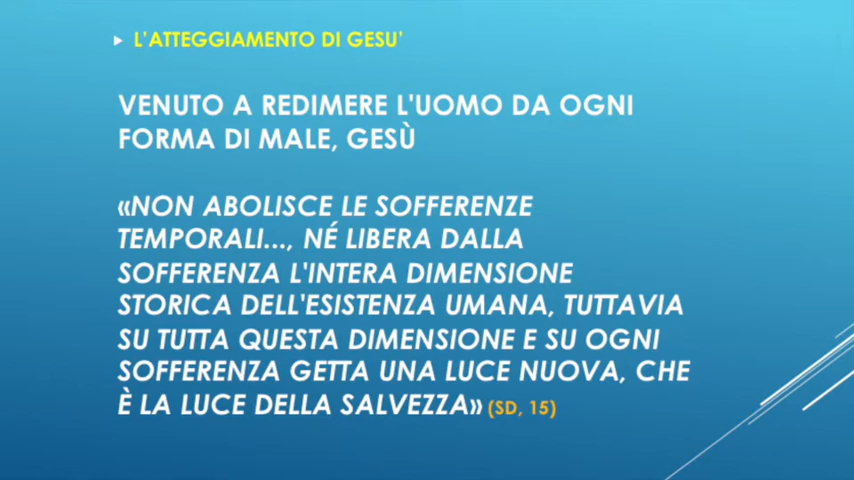 L'ATTEGGIAMENTO DI GESU'
VENUTO A REDIMERE L'UOMO DA OGNI
FORMA DI MALE, GESÙ
«NON ABOLISCE LE SOFFERENZE
TEMPORALI..., NÉ LIBERA DALLA
SOFFERENZA L'INTERA DIMENSIONE
STORICA DELL'ESISTENZA UMANA, TUTTAVIA
SU TUTTA QUESTA DIMENSIONE E SU OGNI
SOFFERENZA GETTA UNA LUCE NUOVA, CHE
È LA LUCE DELLA SALVEZZA» (SD, 15)